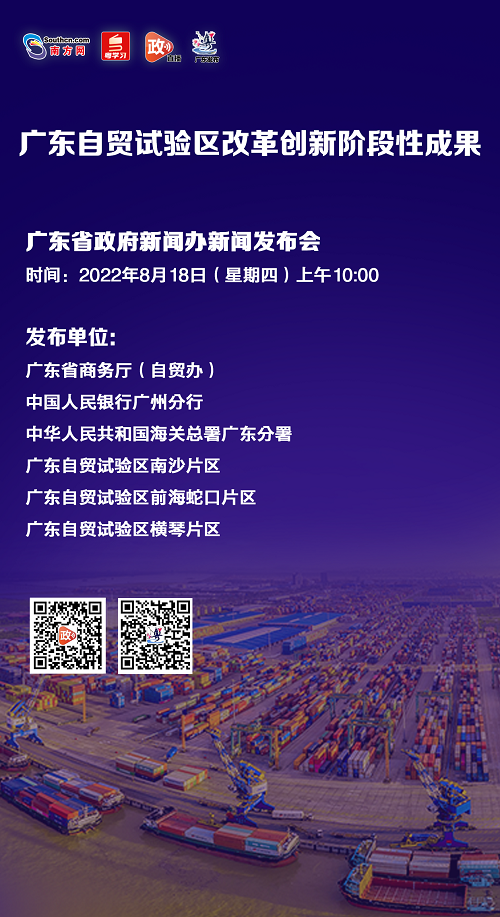 Southcn.com
南方网
粤学习
政
直播
广东发布
广东自贸试验区改革创新阶段性成果
广东省政府新闻办新闻发布会
时间：2022年8月18日（星期四）上午10:00
发布单位:
广东省商务厅（自贸办）
中国人民银行广州分行
中华人民共和国海关总署广东分署
广东自贸试验区南沙片区
广东自贸试验区前海蛇口片区
广东自贸试验区横琴片区
政